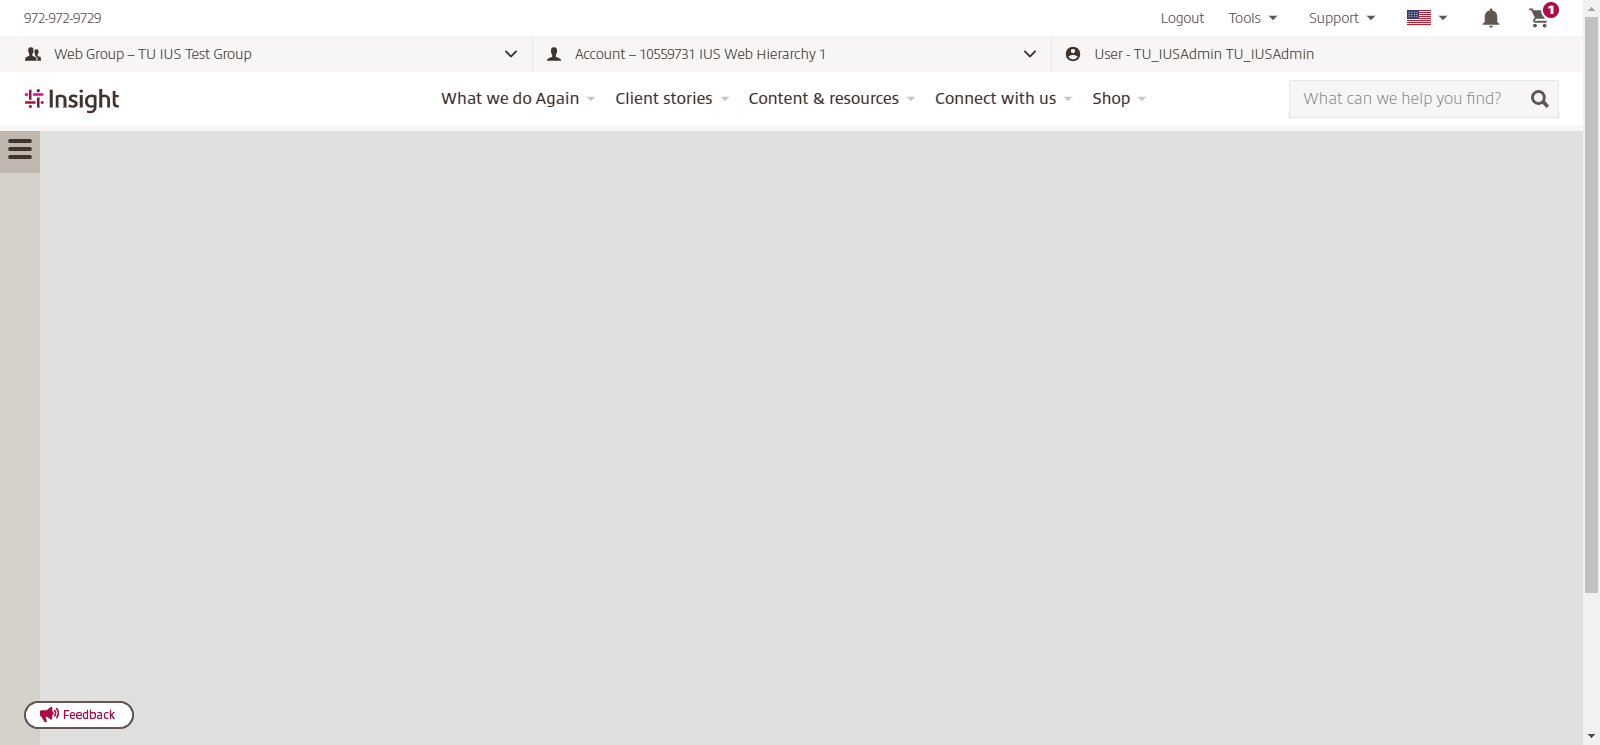 972-972-9729
Logout
Tools
Support
1
Web Group – TU IUS Test Group
Account – 10559731 IUS Web Hierarchy 1
User - TU_IUSAdmin TU_IUSAdmin
Insight
What we do Again
Client stories
Content & resources
Connect with us
Shop
What can we help you find?
Feedback